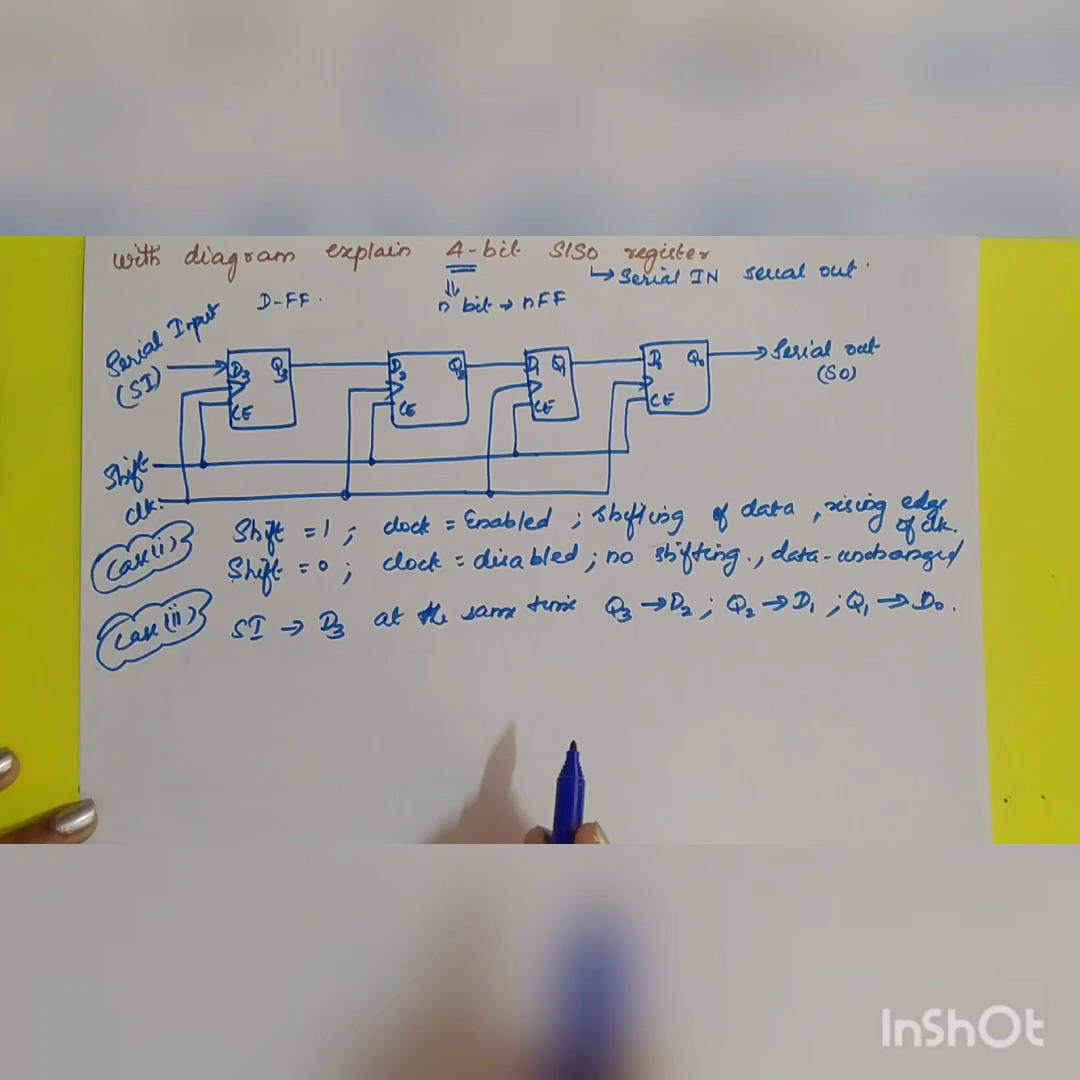 with diagram explain 4-bit SISO register
↳ Serial IN serial out.
D-FF.
⇓
n bit → nFF
Serial Input
(SI)
D3 Q3
CE
D2 Q2
CE
D1 Q1
CE
D0 Q0
CE
Serial out
(SO)
Shift
clk.
case (i)
Shift = 1 ; clock = Enabled ; shifting of data , rising edge of clk.
Shift = 0 ; clock = disabled ; no shifting., data-unchanged
case (ii)
SI → D3 at the same time Q3 → D2 ; Q2 → D1 ; Q1 → D0.
InShOt